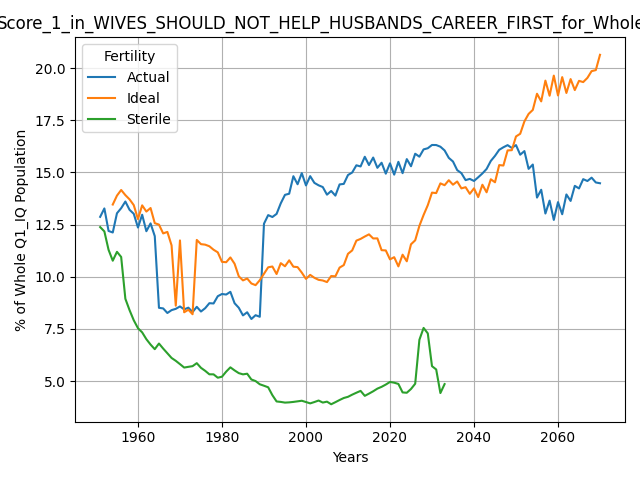 Score_1_in_WIVES_SHOULD_NOT_HELP_HUSBANDS_CAREER_FIRST_for_Whole
Fertility
Actual
Ideal
Sterile
20.0
17.5
15.0
12.5
10.0
7.5
5.0
% of Whole Q1_IQ Population
1960 1980 2000 2020 2040 2060
Years